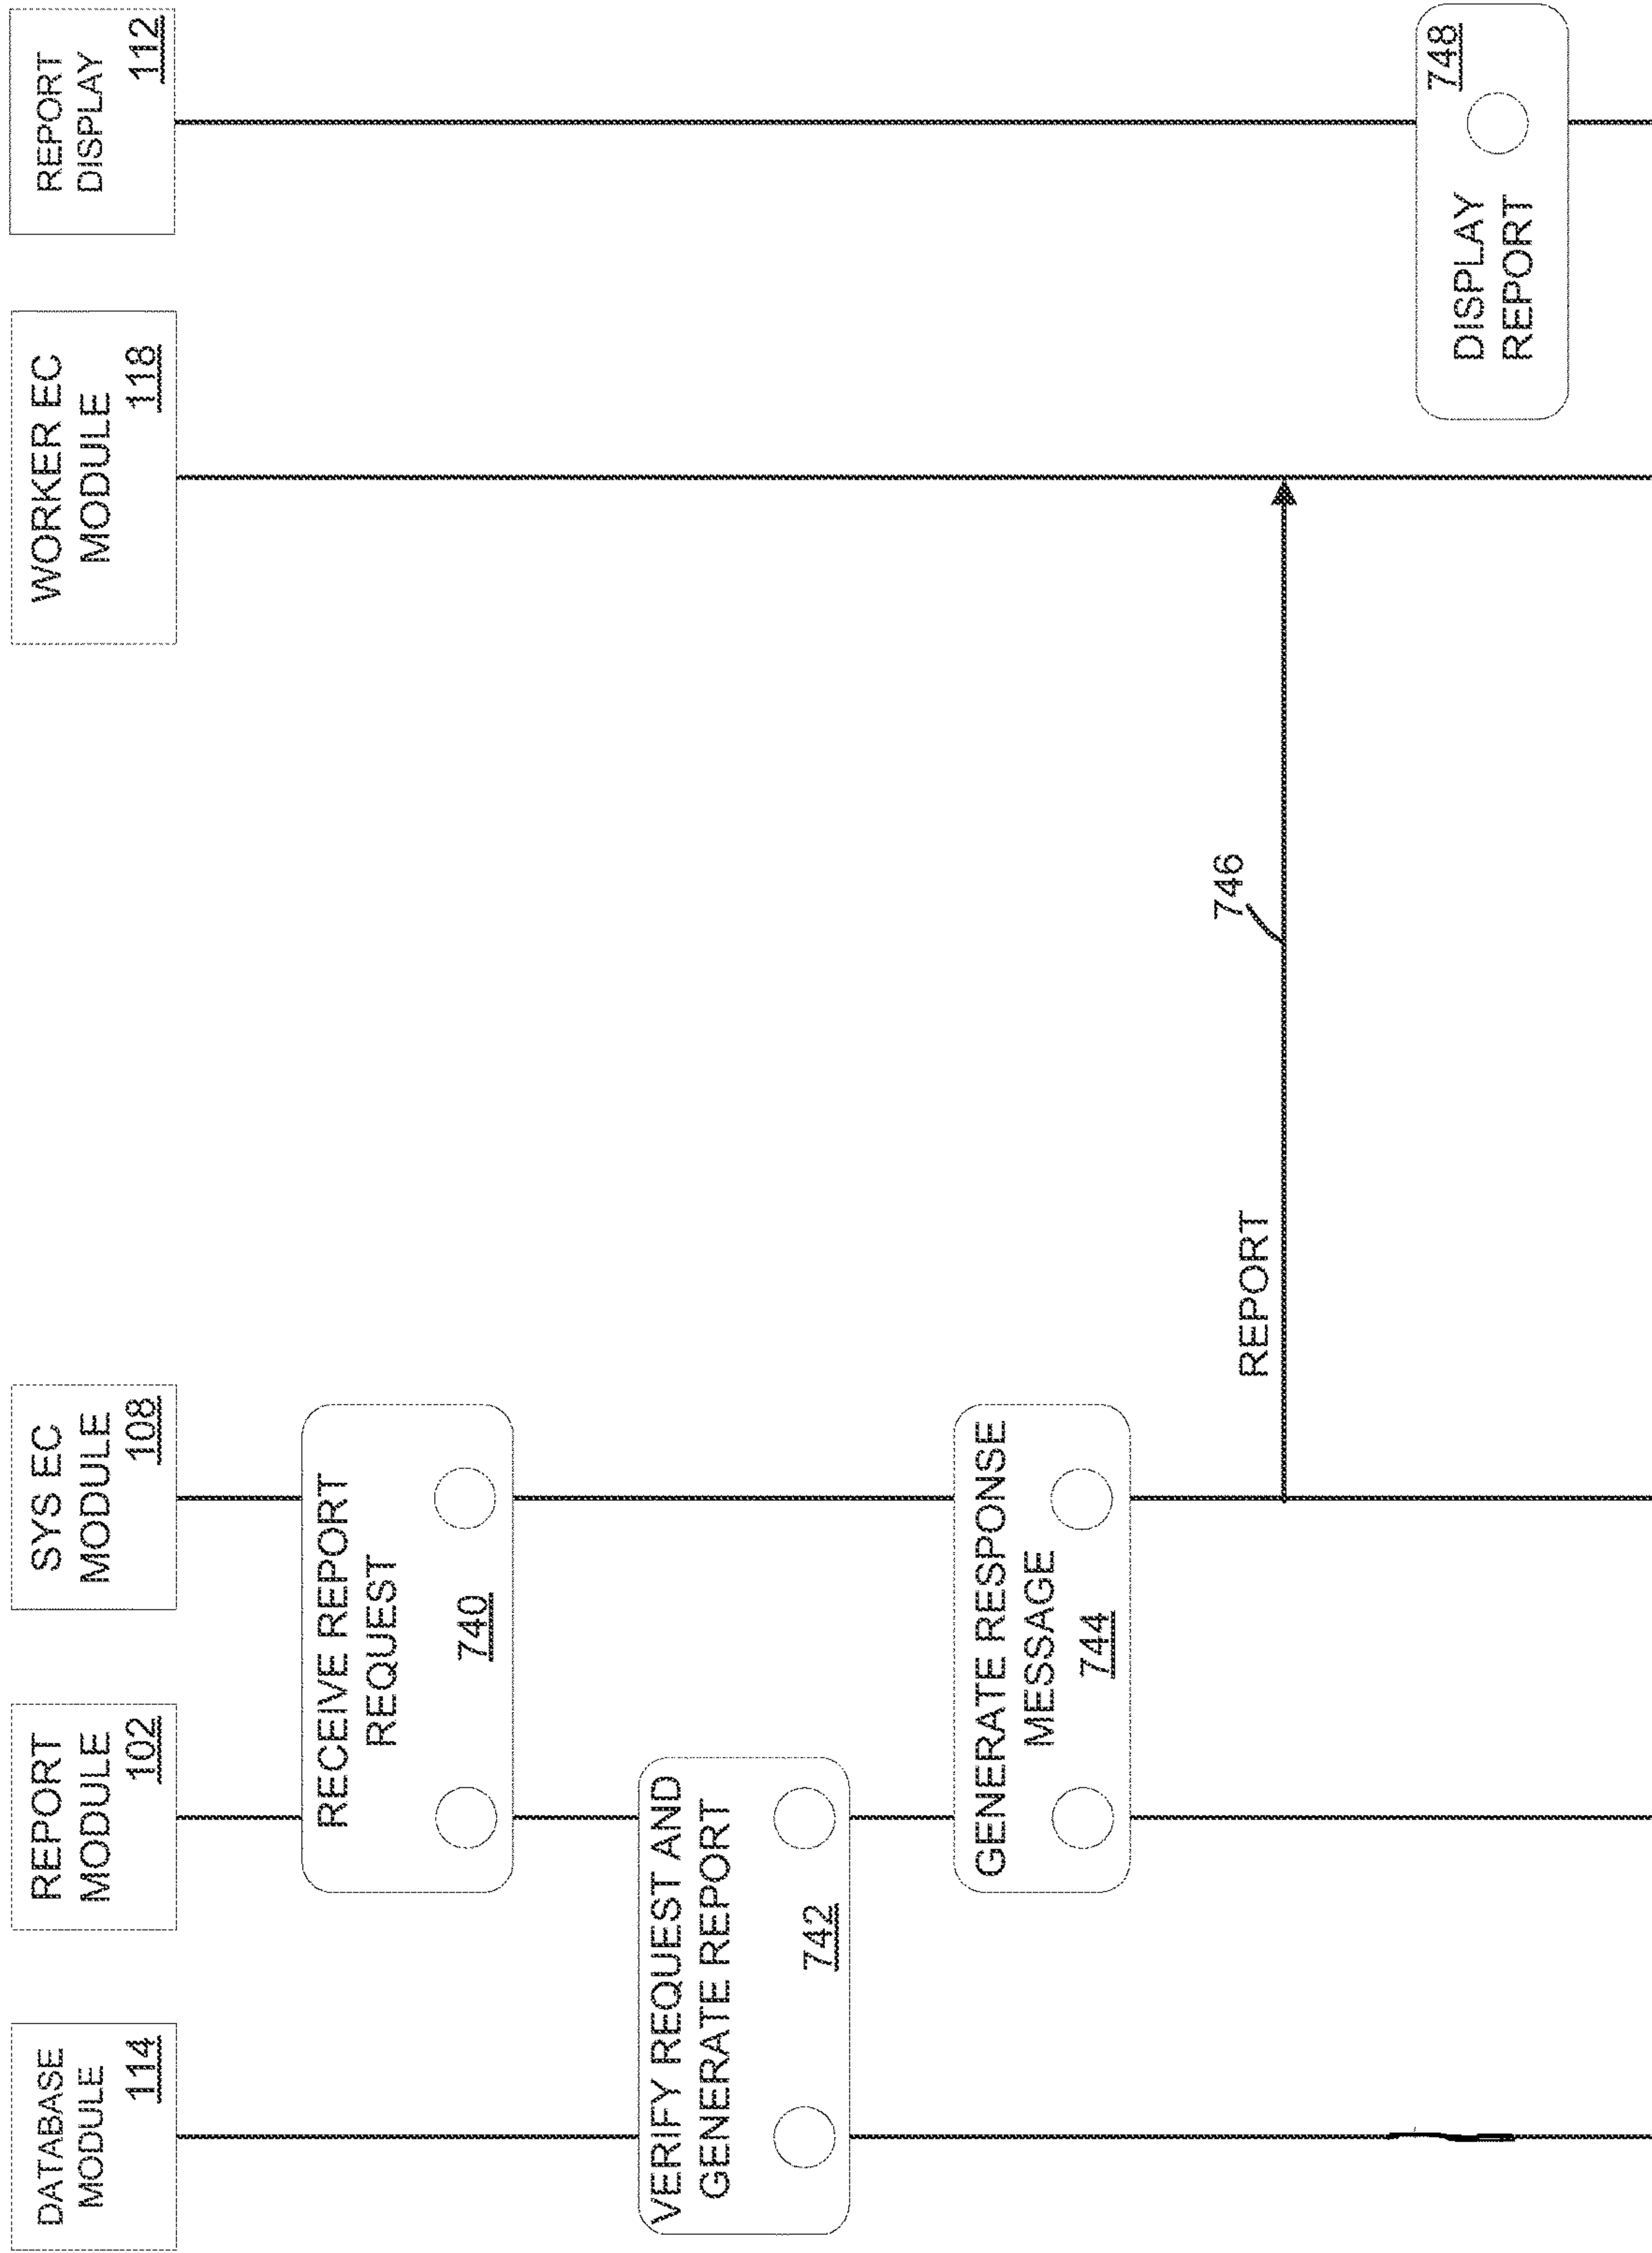 DATABASE
MODULE
114
REPORT
MODULE
102
SYS EC
MODULE
108
WORKER EC
MODULE
118
REPORT
DISPLAY
112
RECEIVE REPORT
REQUEST
740
VERIFY REQUEST AND
GENERATE REPORT
742
GENERATE RESPONSE
MESSAGE
744
REPORT
746
DISPLAY
REPORT
748